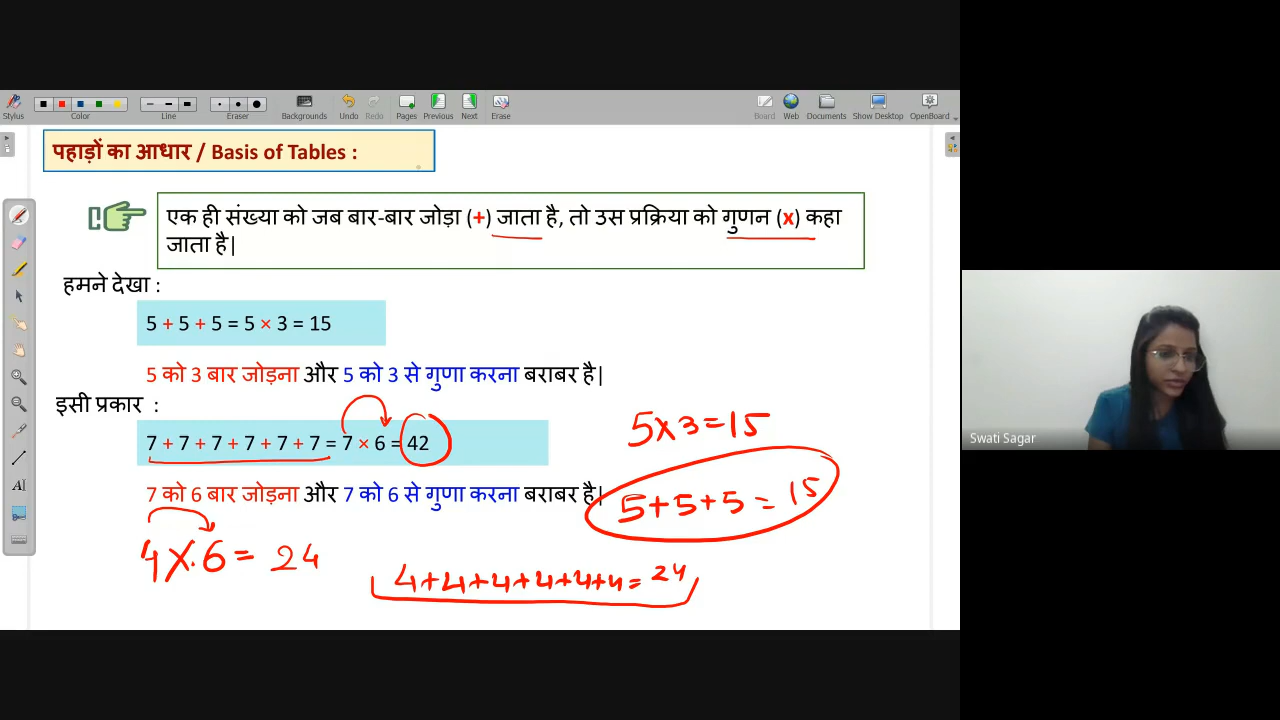 Stylus
Color
Line
Eraser
Backgrounds
Undo
Redo
Pages
Previous
Next
Erase
Board
Web
Documents
Show Desktop
OpenBoard
पहाड़ों का आधार / Basis of Tables :
एक ही संख्या को जब बार-बार जोड़ा (+) जाता है, तो उस प्रक्रिया को गुणन (x) कहा
जाता है|
हमने देखा :
5 + 5 + 5 = 5 × 3 = 15
5 को 3 बार जोड़ना और 5 को 3 से गुणा करना बराबर है|
इसी प्रकार :
7 + 7 + 7 + 7 + 7 + 7 = 7 × 6 = 42
7 को 6 बार जोड़ना और 7 को 6 से गुणा करना बराबर है|
5x3=15
5+5+5=15
4x6=24
4+4+4+4+4+4=24
Swati Sagar